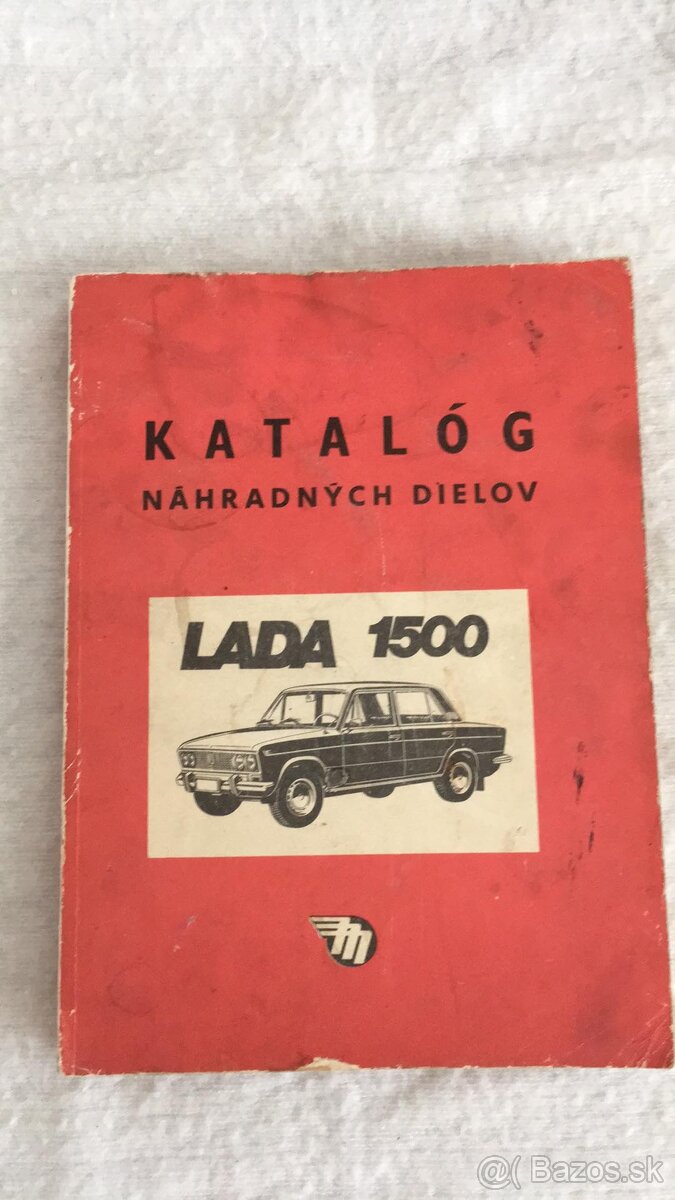 KATALÓG
NÁHRADNÝCH DIELOV
LADA 1500
M
@( Bazos.sk